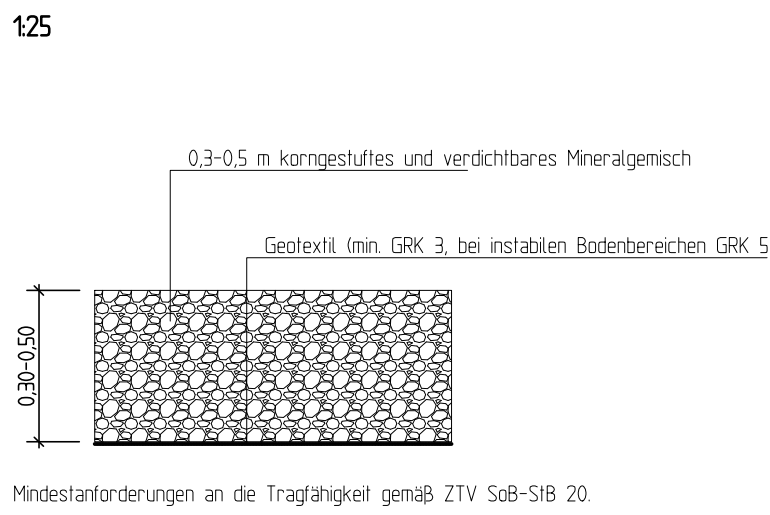 1:25
0,3-0,5 m korngestuftes und verdichtbares Mineralgemisch
Geotextil (min. GRK 3, bei instabilen Bodenbereichen GRK 5
0,30-0,50
Mindestanforderungen an die Tragfähigkeit gemäß ZTV SoB-StB 20.